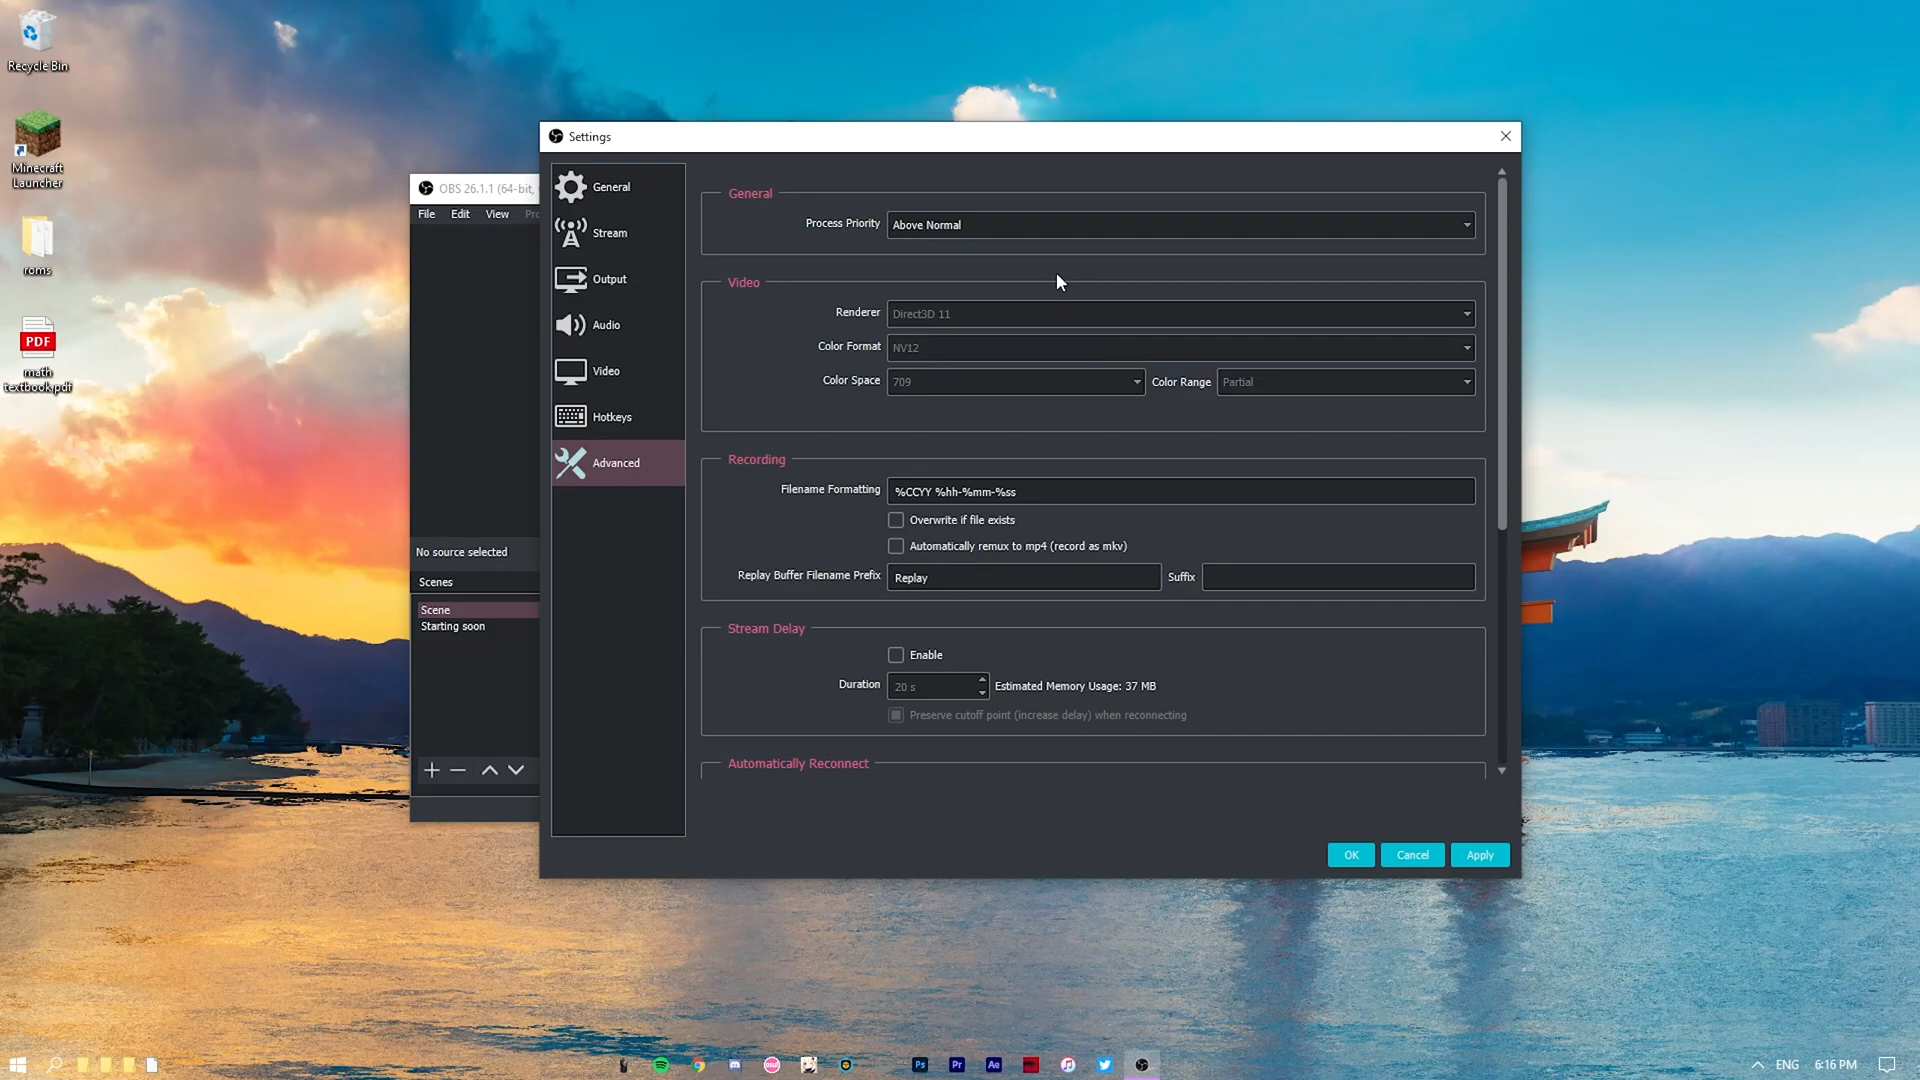 Recycle Bin
Minecraft
Launcher
roms
PDF
math
textbook.pdf
OBS 26.1.1 (64-bit,
File Edit View Pro
No source selected
Scenes
Scene
Starting soon
Settings
General
Stream
Output
Audio
Video
Hotkeys
Advanced
General
Process Priority Above Normal
Video
Renderer Direct3D 11
Color Format NV12
Color Space 709 Color Range Partial
Recording
Filename Formatting %CCYY %hh-%mm-%ss
Overwrite if file exists
Automatically remux to mp4 (record as mkv)
Replay Buffer Filename Prefix Replay Suffix
Stream Delay
Enable
Duration 20 s Estimated Memory Usage: 37 MB
Preserve cutoff point (increase delay) when reconnecting
Automatically Reconnect
OK Cancel Apply
osu! Ps Pr Ae ENG 6:16 PM